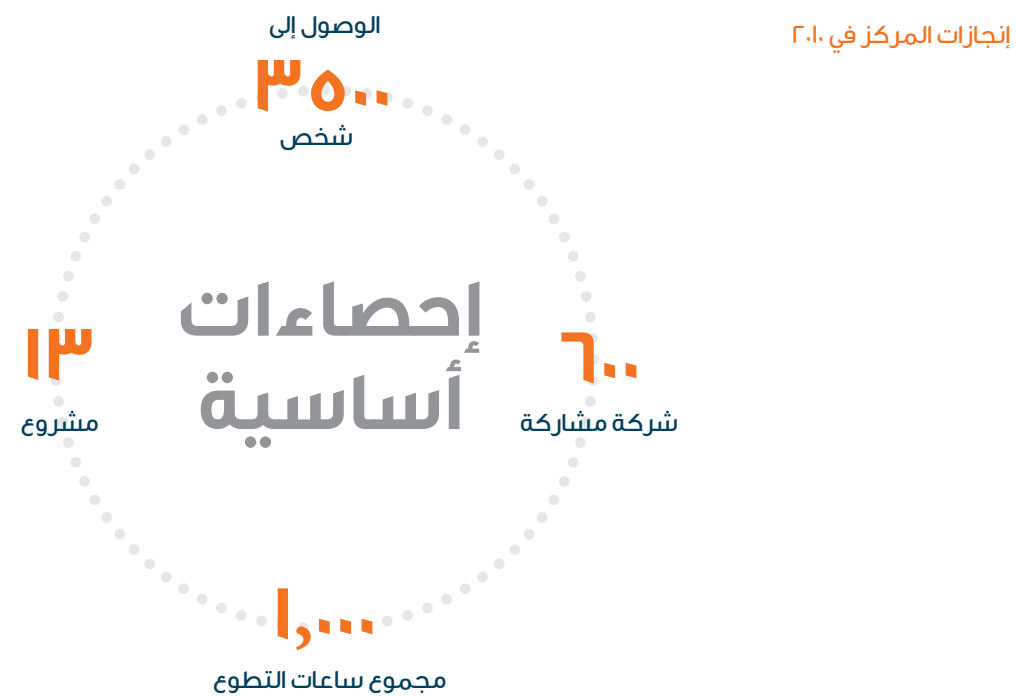 إنجازات المركز في ٢٠١٠
الوصول إلى
٣٥٠٠
شخص
إحصاءات
أساسية
٦٠٠
شركة مشاركة
١٣
مشروع
١,٠٠٠
مجموع ساعات التطوع